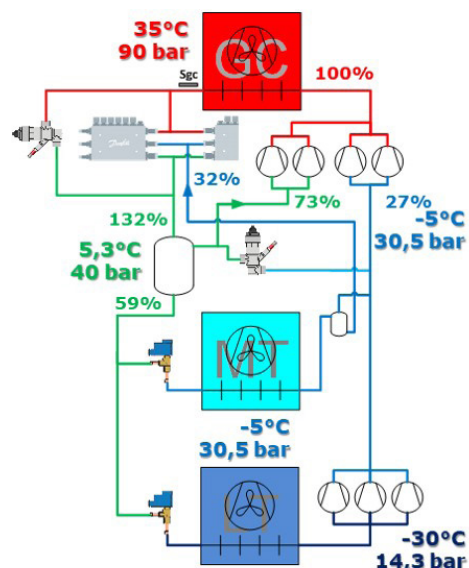 35°C
90 bar
Sgc
GC
100%
Danfoss
32%
73%
27%
-5°C
30,5 bar
132%
5,3°C
40 bar
59%
MT
-5°C
30,5 bar
LT
-30°C
14,3 bar